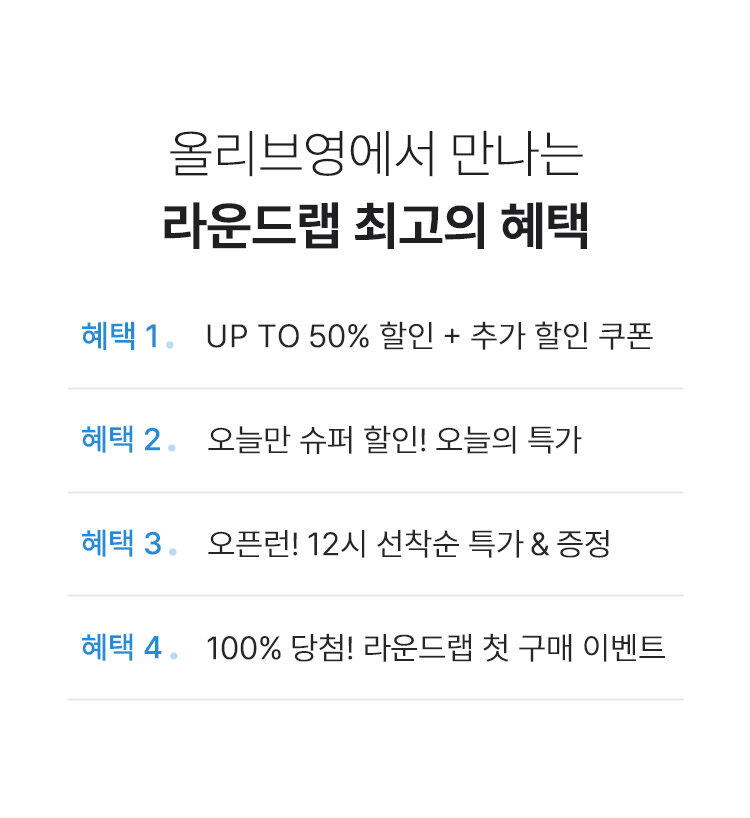 올리브영에서 만나는
라운드랩 최고의 혜택
혜택 1. UP TO 50% 할인 + 추가 할인 쿠폰
혜택 2. 오늘만 슈퍼 할인! 오늘의 특가
혜택 3. 오픈런! 12시 선착순 특가 & 증정
혜택 4. 100% 당첨! 라운드랩 첫 구매 이벤트